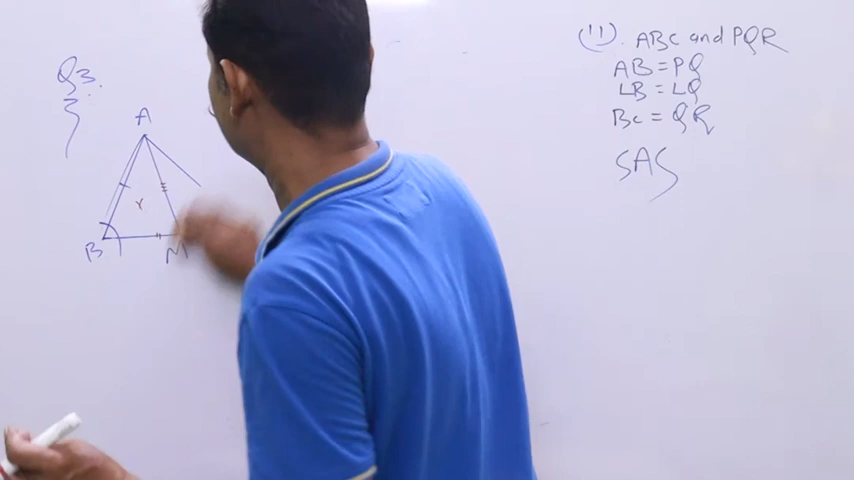 Q3.
A
B
M
(11). ABC and PQR
AB = PQ
∠B = ∠Q
BC = QR
SAS